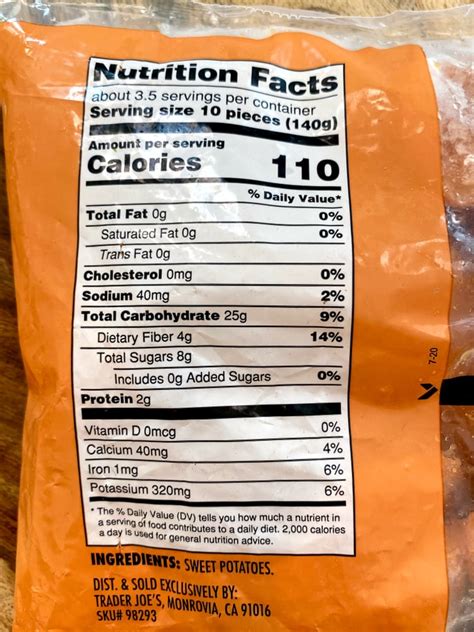 Nutrition Facts
about 3.5 servings per container
Serving size 10 pieces (140g)
Amount per serving
Calories 110
% Daily Value*
Total Fat 0g 0%
Saturated Fat 0g 0%
Trans Fat 0g
Cholesterol 0mg 0%
Sodium 40mg 2%
Total Carbohydrate 25g 9%
Dietary Fiber 4g 14%
Total Sugars 8g
Includes 0g Added Sugars 0%
Protein 2g
Vitamin D 0mcg 0%
Calcium 40mg 4%
Iron 1mg 6%
Potassium 320mg 6%
* The % Daily Value (DV) tells you how much a nutrient in
a serving of food contributes to a daily diet. 2,000 calories
a day is used for general nutrition advice.
INGREDIENTS: SWEET POTATOES.
DIST. & SOLD EXCLUSIVELY BY:
TRADER JOE'S, MONROVIA, CA 91016
SKU# 98293
7-20